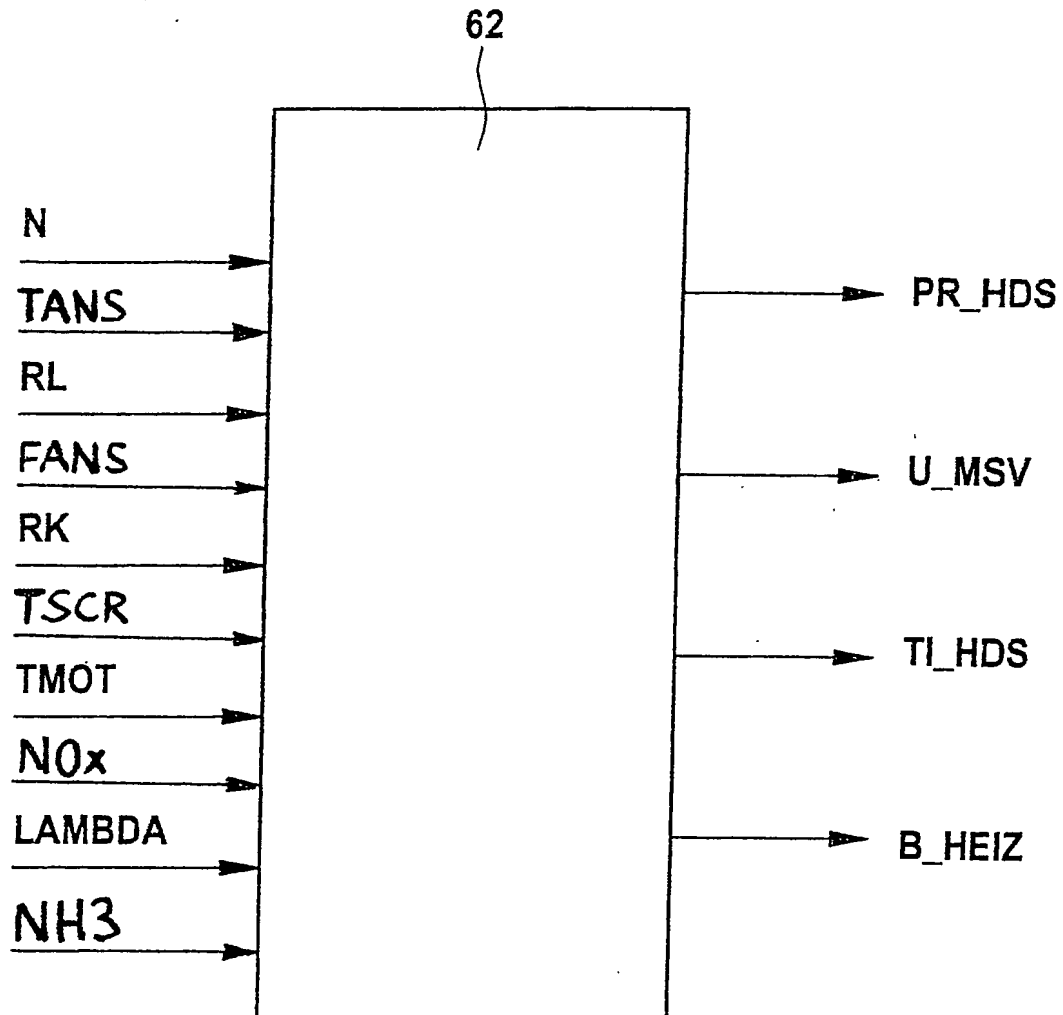 62
N
TANS
RL
FANS
RK
TSCR
TMOT
NOx
LAMBDA
NH3
PR_HDS
U_MSV
TI_HDS
B_HEIZ